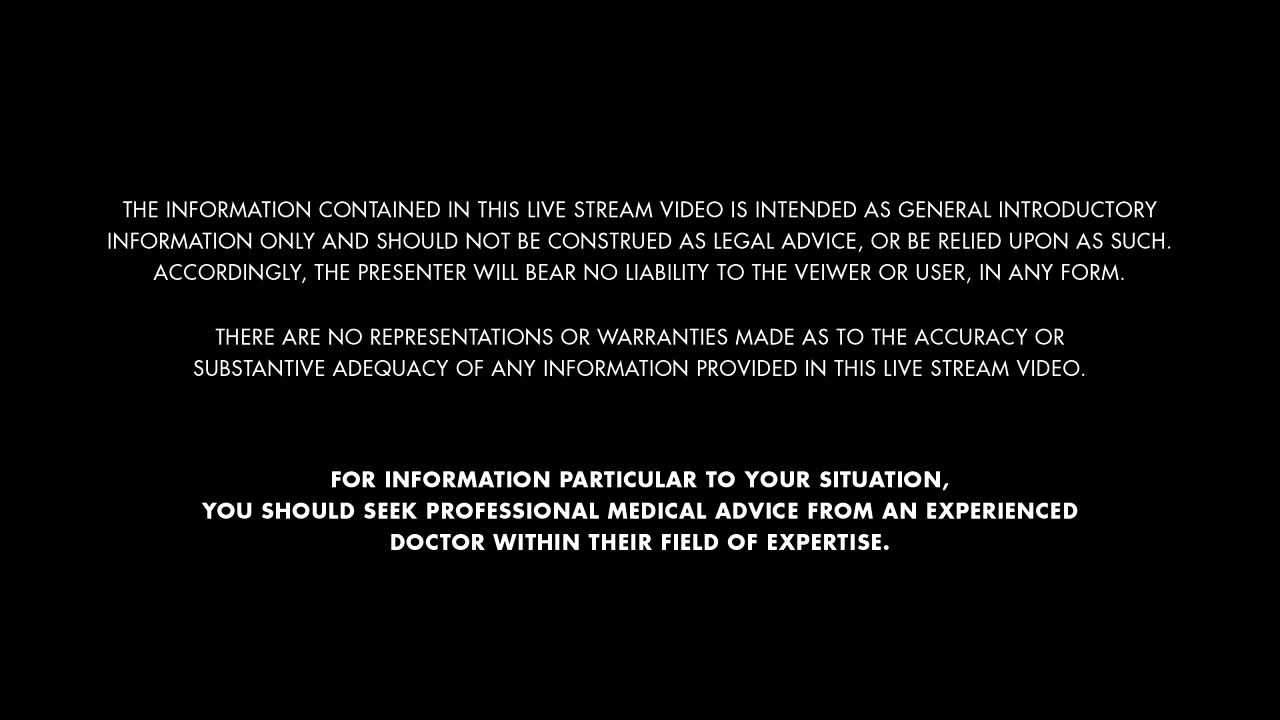 THE INFORMATION CONTAINED IN THIS LIVE STREAM VIDEO IS INTENDED AS GENERAL INTRODUCTORY
INFORMATION ONLY AND SHOULD NOT BE CONSTRUED AS LEGAL ADVICE, OR BE RELIED UPON AS SUCH.
ACCORDINGLY, THE PRESENTER WILL BEAR NO LIABILITY TO THE VEIWER OR USER, IN ANY FORM.
THERE ARE NO REPRESENTATIONS OR WARRANTIES MADE AS TO THE ACCURACY OR
SUBSTANTIVE ADEQUACY OF ANY INFORMATION PROVIDED IN THIS LIVE STREAM VIDEO.
FOR INFORMATION PARTICULAR TO YOUR SITUATION,
YOU SHOULD SEEK PROFESSIONAL MEDICAL ADVICE FROM AN EXPERIENCED
DOCTOR WITHIN THEIR FIELD OF EXPERTISE.